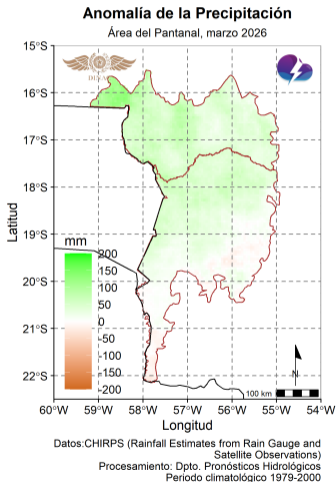 Anomalía de la Precipitación
Área del Pantanal, marzo 2026
15°S
16°S
17°S
18°S
19°S
20°S
21°S
22°S
Latitud
mm
200
150
100
50
0
-50
-100
-150
-200
N
100 km
60°W 59°W 58°W 57°W 56°W 55°W 54°W
Longitud
Datos:CHIRPS (Rainfall Estimates from Rain Gauge and
Satellite Observations)
Procesamiento: Dpto. Pronósticos Hidrológicos
Periodo climatológico 1979-2000